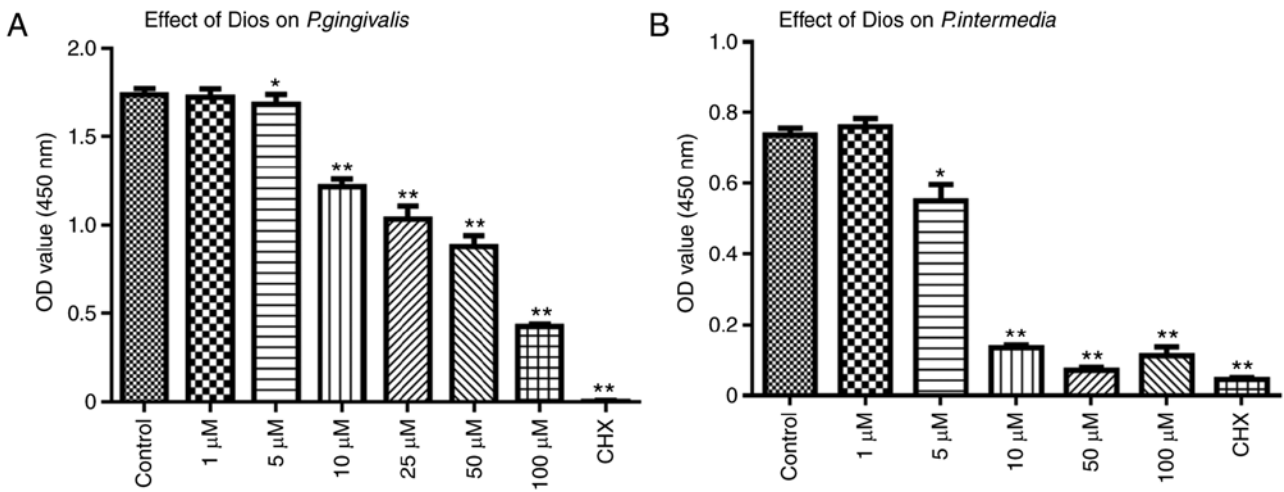 A
Effect of Dios on P.gingivalis
OD value (450 nm)
2.0
1.5
1.0
0.5
0
*
**
**
**
**
**
Control
1 µM
5 µM
10 µM
25 µM
50 µM
100 µM
CHX
B
Effect of Dios on P.intermedia
OD value (450 nm)
1.0
0.8
0.6
0.4
0.2
0
*
**
**
**
**
Control
1 µM
5 µM
10 µM
50 µM
100 µM
CHX